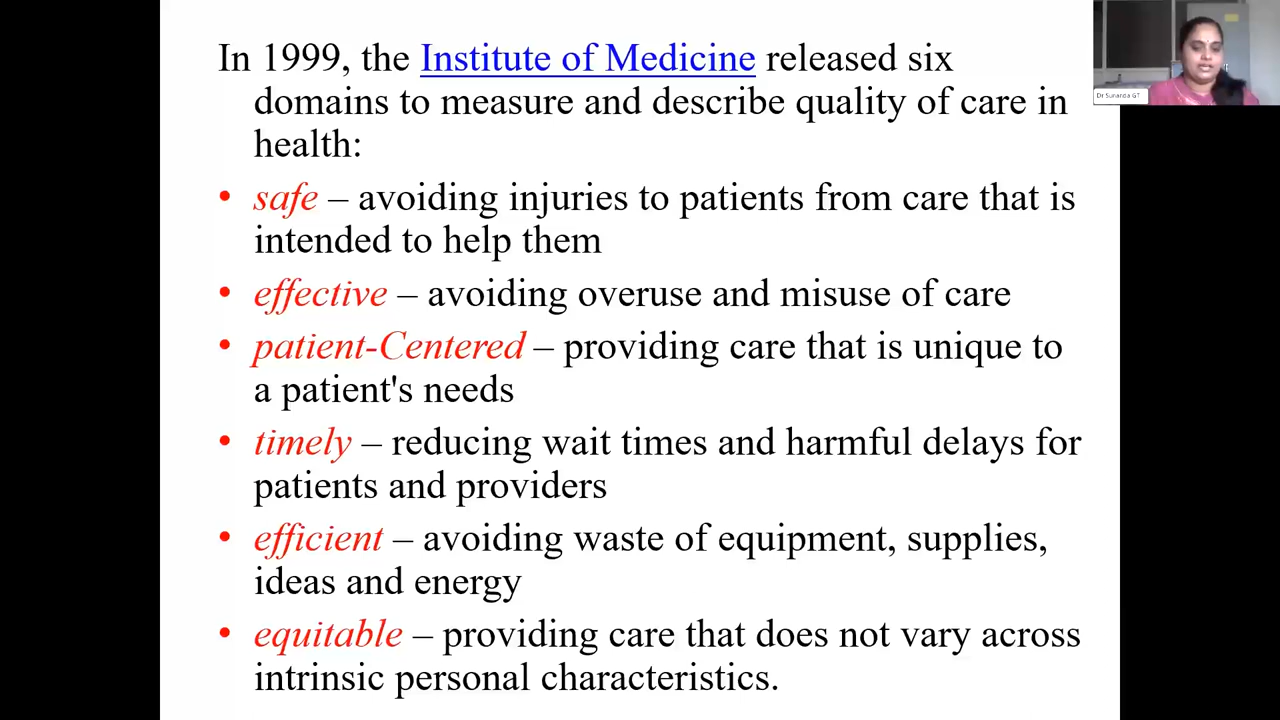 In 1999, the Institute of Medicine released six
domains to measure and describe quality of care in
health:
• safe – avoiding injuries to patients from care that is
intended to help them
• effective – avoiding overuse and misuse of care
• patient-Centered – providing care that is unique to
a patient's needs
• timely – reducing wait times and harmful delays for
patients and providers
• efficient – avoiding waste of equipment, supplies,
ideas and energy
• equitable – providing care that does not vary across
intrinsic personal characteristics.
Dr Sunanda GT